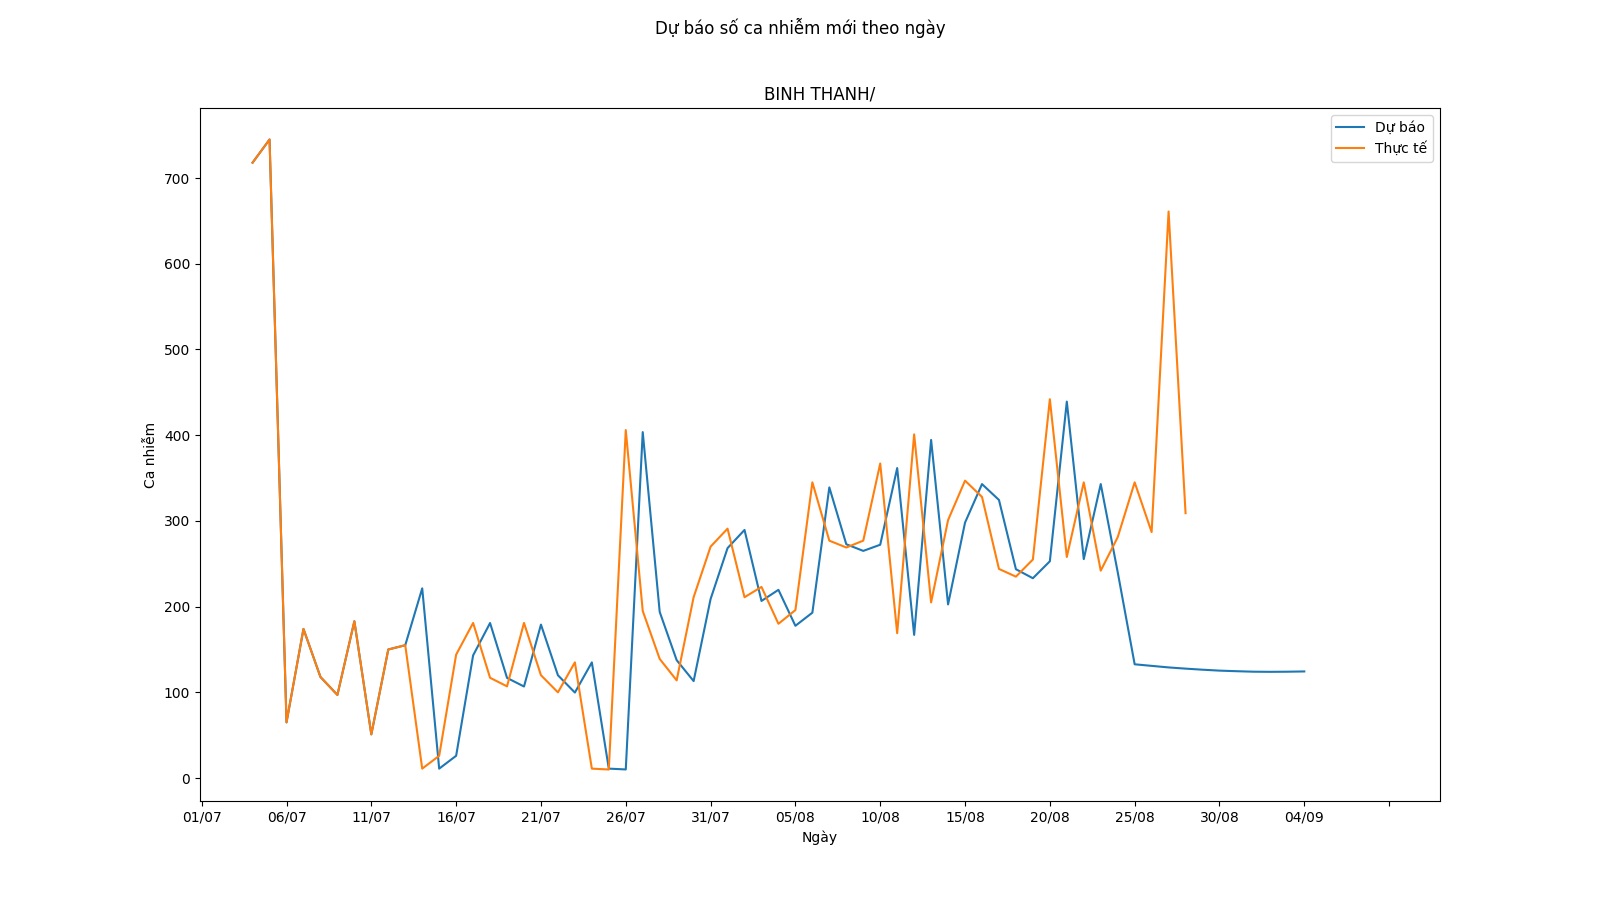 Dự báo số ca nhiễm mới theo ngày
BINH THANH/
Dự báo
Thực tế
700
600
500
400
300
200
100
0
Ca nhiễm
01/07 06/07 11/07 16/07 21/07 26/07 31/07 05/08 10/08 15/08 20/08 25/08 30/08 04/09
Ngày